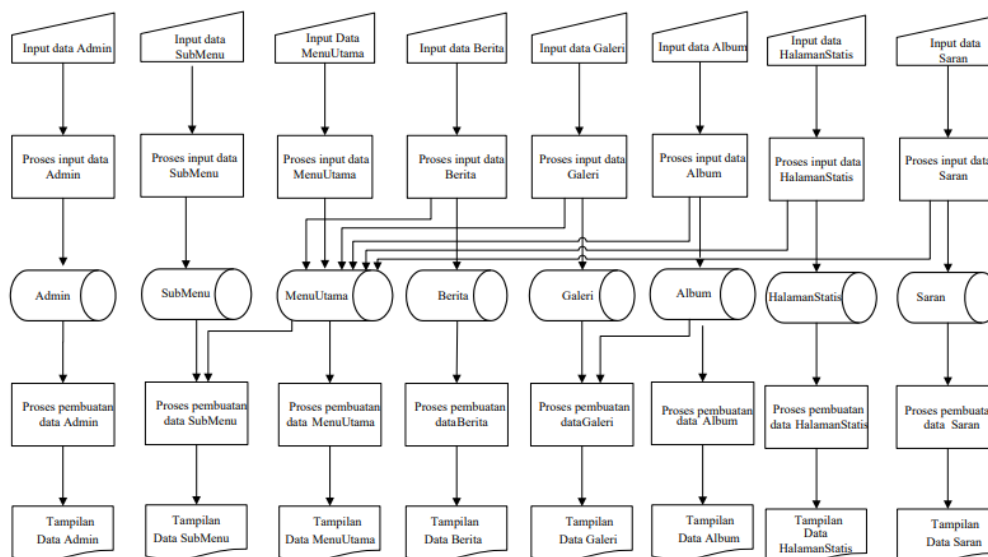 Input data Admin
Input data
SubMenu
Input Data
MenuUtama
Input data Berita
Input data Galeri
Input data Album
Input data
HalamanStatis
Input data
Saran
Proses input data
Admin
Proses input data
SubMenu
Proses input data
MenuUtama
Proses input data
Berita
Proses input data
Galeri
Proses input data
Album
Proses input data
HalamanStatis
Proses input data
Saran
Admin
SubMenu
MenuUtama
Berita
Galeri
Album
HalamanStatis
Saran
Proses pembuatan
data Admin
Proses pembuatan
data SubMenu
Proses pembuatan
data MenuUtama
Proses pembuatan
dataBerita
Proses pembuatan
dataGaleri
Proses pembuatan
data Album
Proses pembuatan
data HalamanStatis
Proses pembuatan
data Saran
Tampilan
Data Admin
Tampilan
Data SubMenu
Tampilan
Data MenuUtama
Tampilan
Data Berita
Tampilan
Data Galeri
Tampilan
Data Album
Tampilan
Data
HalamanStatis
Tampilan
Data Saran